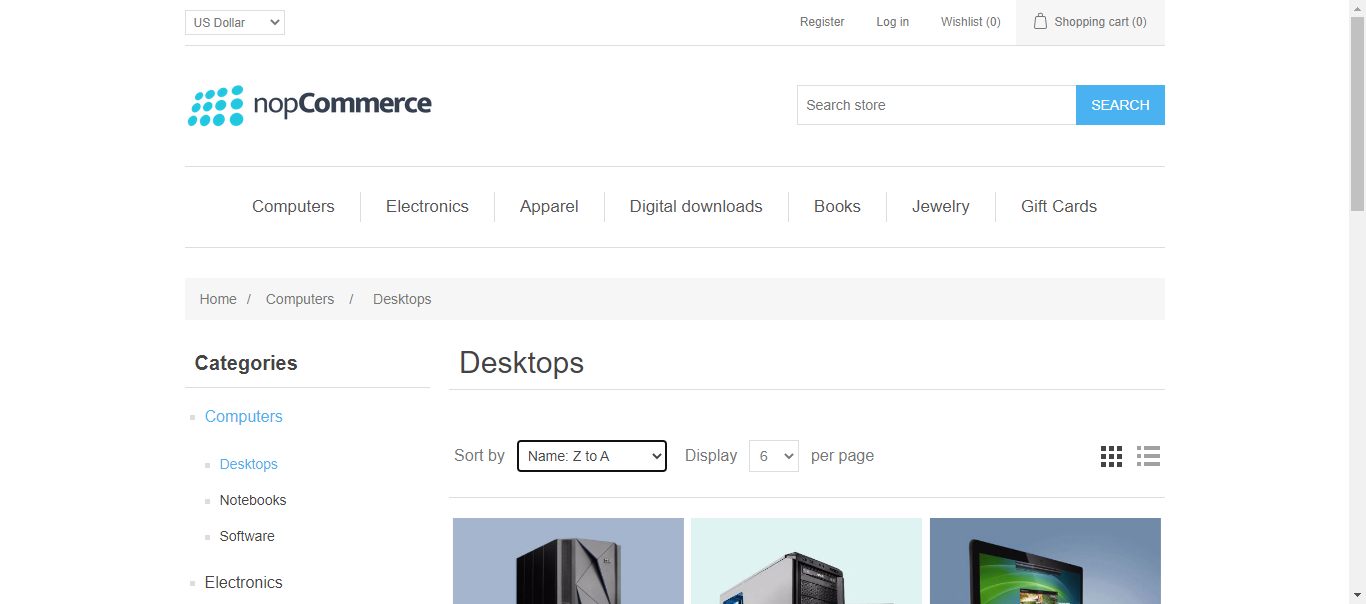 US Dollar Register Log in Wishlist (0) Shopping cart (0)
nopCommerce Search store SEARCH
Computers Electronics Apparel Digital downloads Books Jewelry Gift Cards
Home / Computers / Desktops
Categories
Computers
Desktops
Notebooks
Software
Electronics
Desktops
Sort by Name: Z to A Display 6 per page